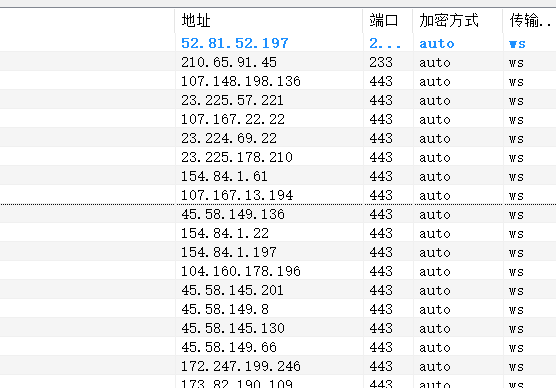 地址 端口 加密方式 传输..
52.81.52.197 2... auto ws
210.65.91.45 233 auto ws
107.148.198.136 443 auto ws
23.225.57.221 443 auto ws
107.167.22.22 443 auto ws
23.224.69.22 443 auto ws
23.225.178.210 443 auto ws
154.84.1.61 443 auto ws
107.167.13.194 443 auto ws
45.58.149.136 443 auto ws
154.84.1.22 443 auto ws
154.84.1.197 443 auto ws
104.160.178.196 443 auto ws
45.58.145.201 443 auto ws
45.58.149.8 443 auto ws
45.58.145.130 443 auto ws
45.58.149.66 443 auto ws
172.247.199.246 443 auto ws
173.82.190.109 443 auto ws